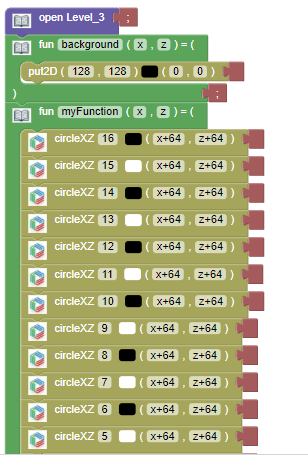 open Level_3 ;
fun background ( x , z ) = (
put2D ( 128 , 128 ) ( 0 , 0 )
) ;
fun myFunction ( x , z ) = (
circleXZ 16 ( x+64 , z+64 )
circleXZ 15 ( x+64 , z+64 )
circleXZ 14 ( x+64 , z+64 )
circleXZ 13 ( x+64 , z+64 )
circleXZ 12 ( x+64 , z+64 )
circleXZ 11 ( x+64 , z+64 )
circleXZ 10 ( x+64 , z+64 )
circleXZ 9 ( x+64 , z+64 )
circleXZ 8 ( x+64 , z+64 )
circleXZ 7 ( x+64 , z+64 )
circleXZ 6 ( x+64 , z+64 )
circleXZ 5 ( x+64 , z+64 )